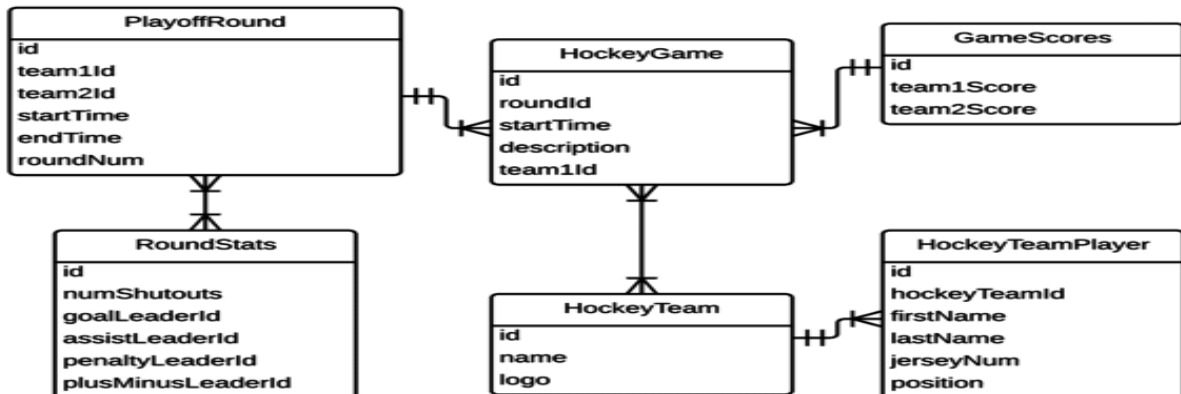 PlayoffRound
id
team1Id
team2Id
startTime
endTime
roundNum
HockeyGame
id
roundId
startTime
description
team1Id
GameScores
id
team1Score
team2Score
RoundStats
id
numShutouts
goalLeaderId
assistLeaderId
penaltyLeaderId
plusMinusLeaderId
HockeyTeam
id
name
logo
HockeyTeamPlayer
id
hockeyTeamId
firstName
lastName
jerseyNum
position